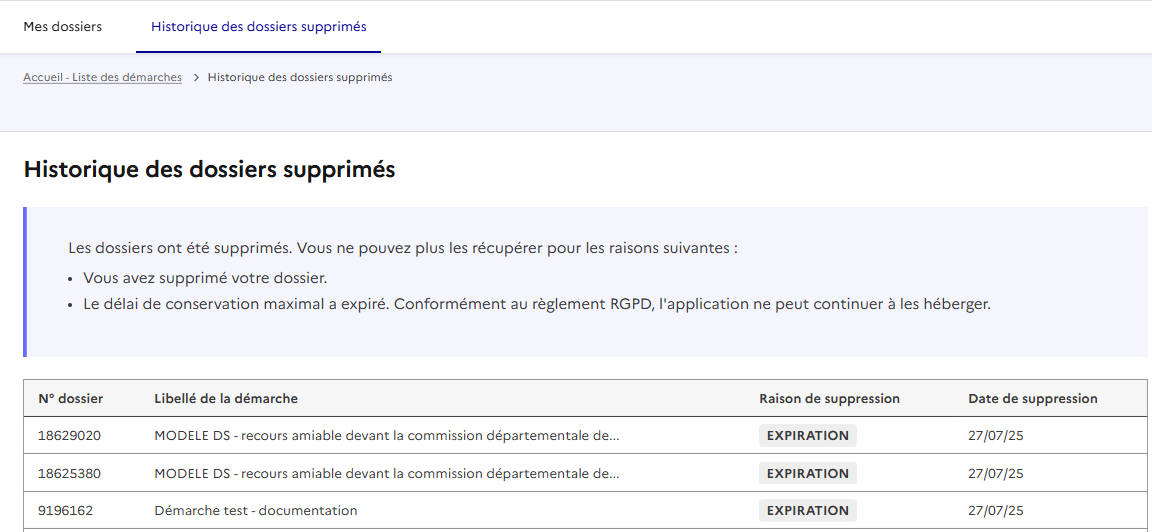 Mes dossiers Historique des dossiers supprimés
Accueil - Liste des démarches > Historique des dossiers supprimés
Historique des dossiers supprimés
Les dossiers ont été supprimés. Vous ne pouvez plus les récupérer pour les raisons suivantes :
• Vous avez supprimé votre dossier.
• Le délai de conservation maximal a expiré. Conformément au règlement RGPD, l'application ne peut continuer à les héberger.
N° dossier Libellé de la démarche Raison de suppression Date de suppression
18629020 MODELE DS - recours amiable devant la commission départementale de... EXPIRATION 27/07/25
18625380 MODELE DS - recours amiable devant la commission départementale de... EXPIRATION 27/07/25
9196162 Démarche test - documentation EXPIRATION 27/07/25